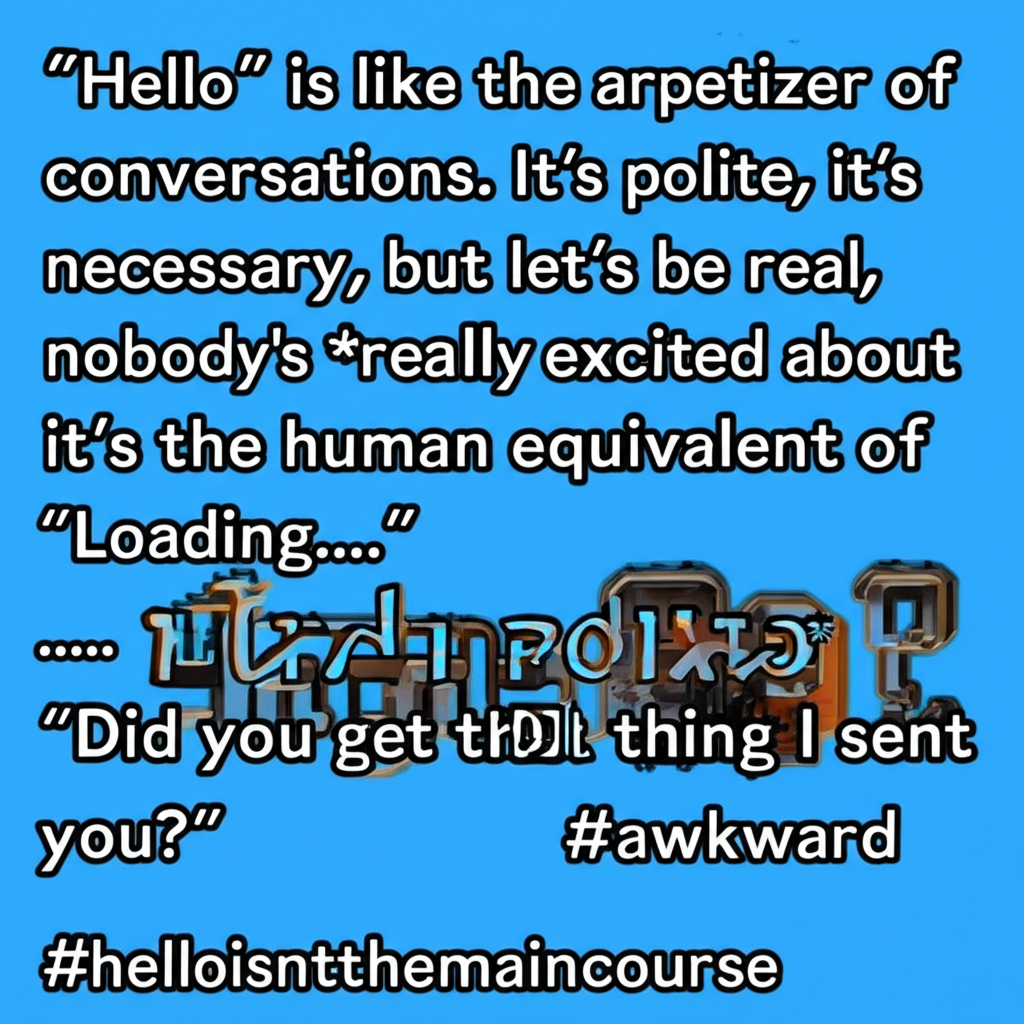 "Hello" is like the arpetizer of
conversations. It's polite, it's
necessary, but let's be real,
nobody's *really excited about
it's the human equivalent of
"Loading...."
.....
"Did you get thing I sent
you?" #awkward
#helloisntthemaincourse